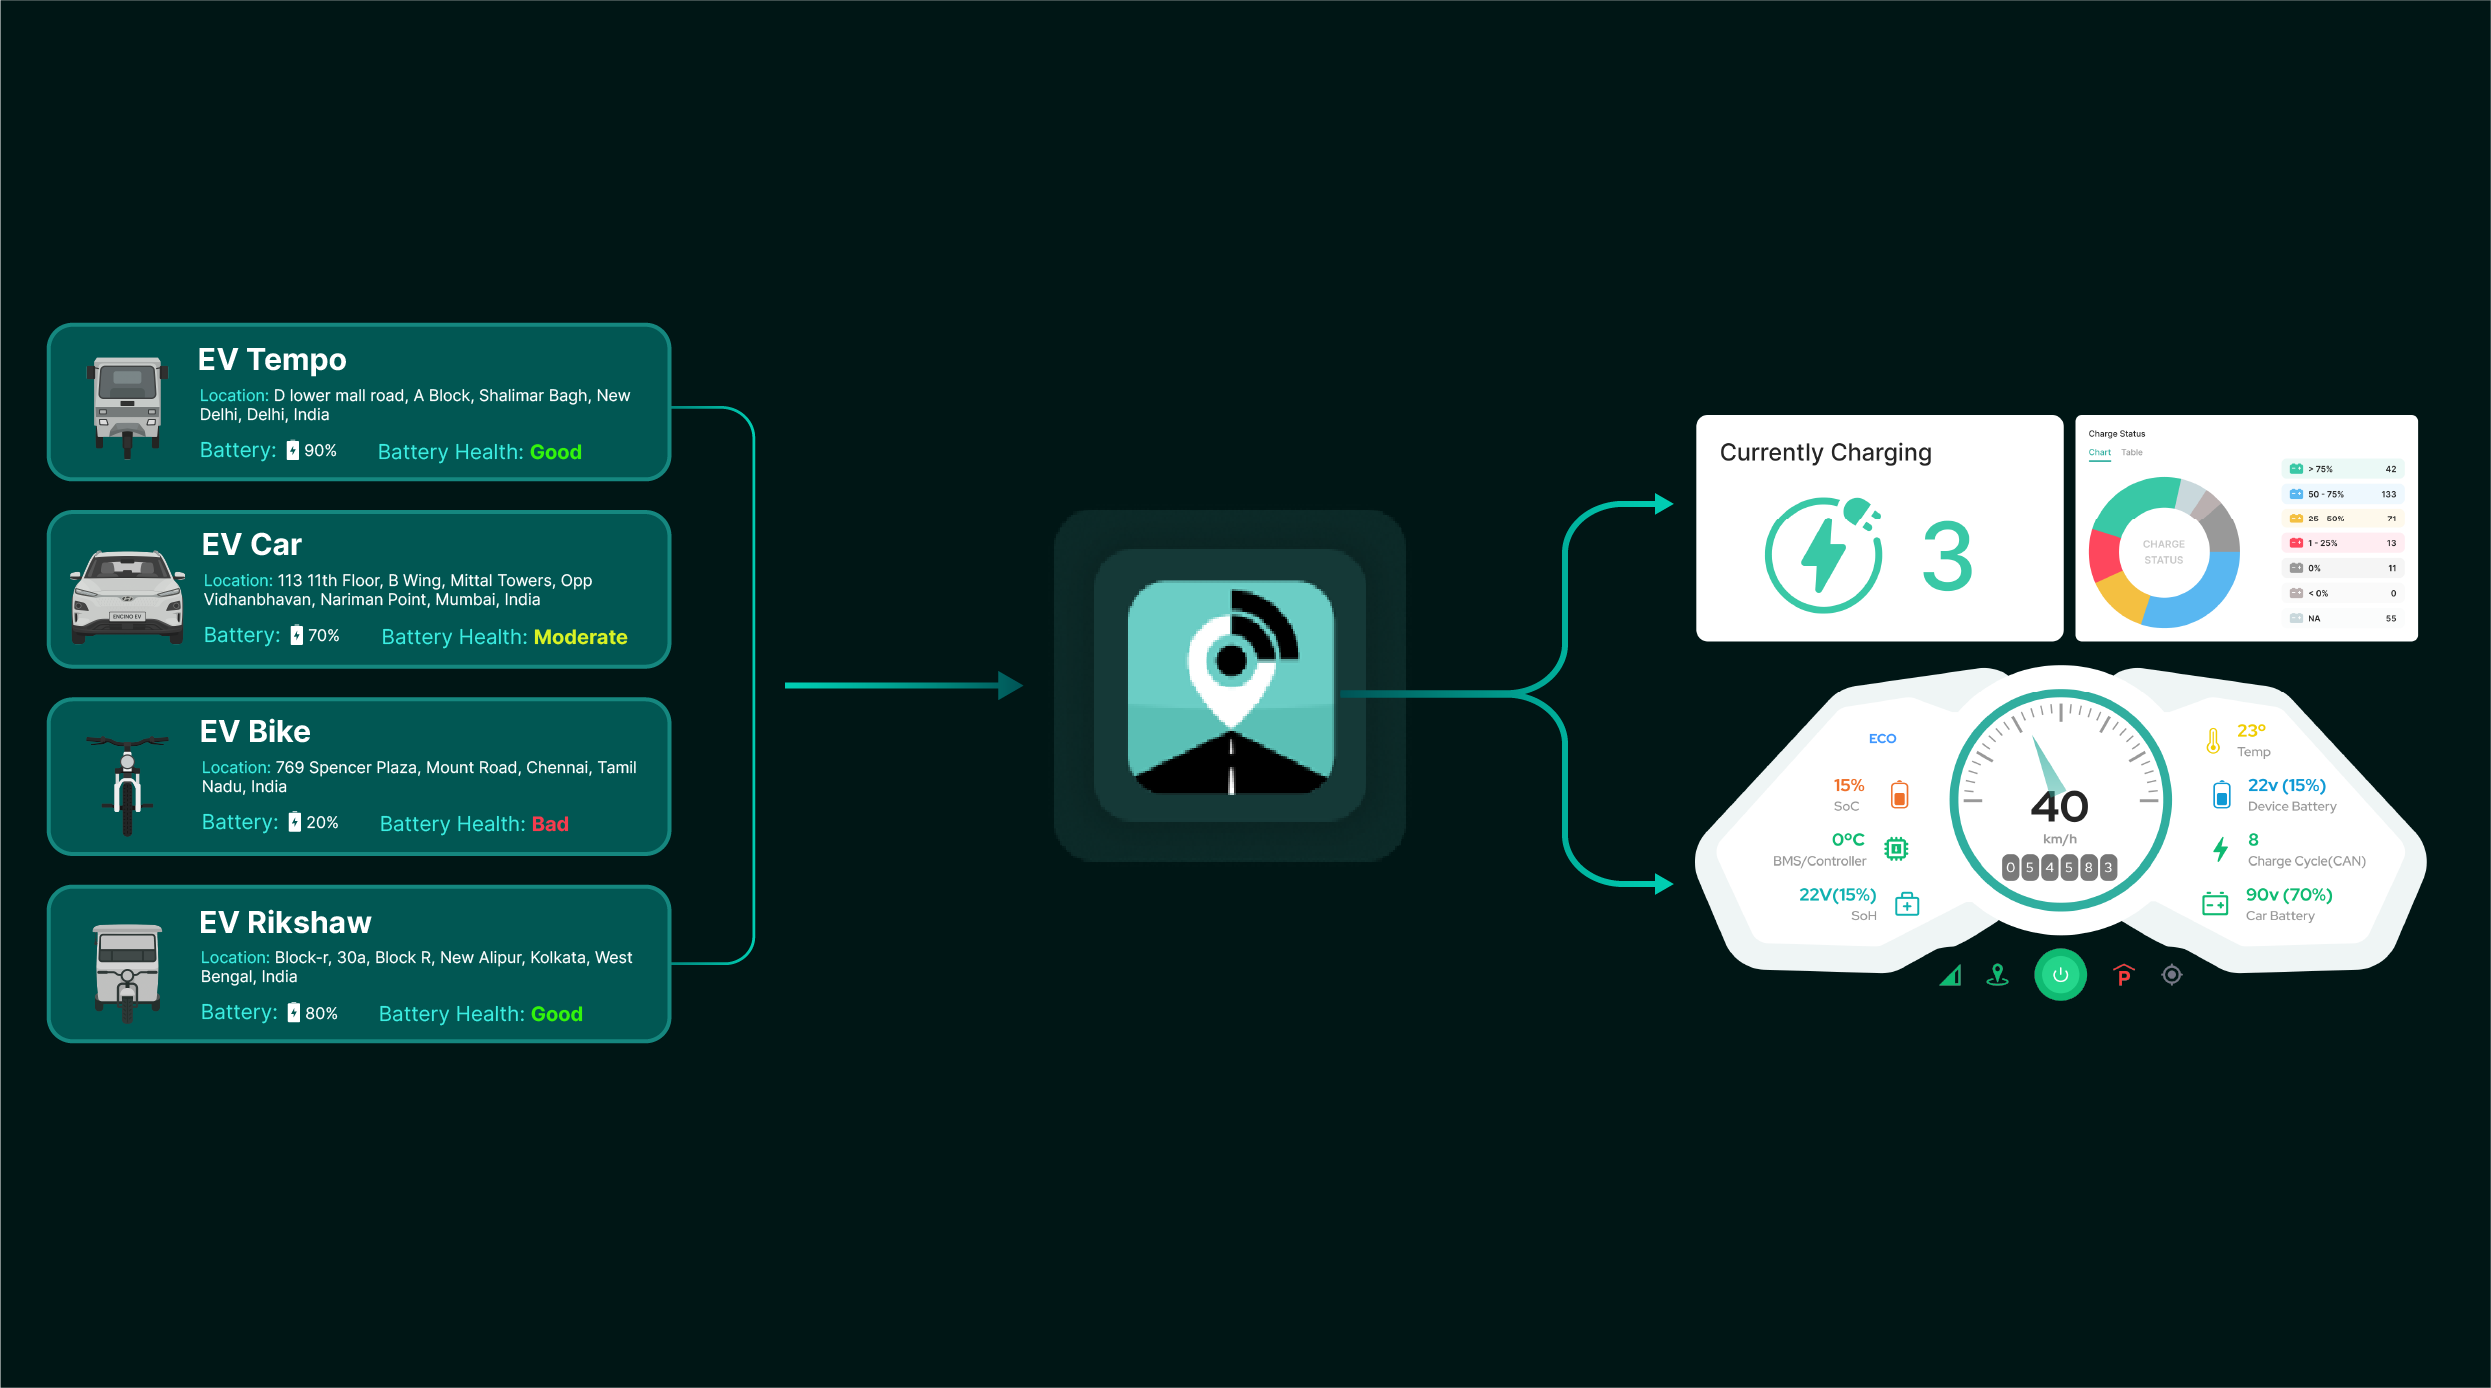 EV Tempo
Location: D lower mall road, A Block, Shalimar Bagh, New
Delhi, Delhi, India
Battery: 90%
Battery Health: Good
EV Car
Location: 113 11th Floor, B Wing, Mittal Towers, Opp
Vidhanbhavan, Nariman Point, Mumbai, India
Battery: 70%
Battery Health: Moderate
ENCINO EV
EV Bike
Location: 769 Spencer Plaza, Mount Road, Chennai, Tamil
Nadu, India
Battery: 20%
Battery Health: Bad
EV Rikshaw
Location: Block-r, 30a, Block R, New Alipur, Kolkata, West
Bengal, India
Battery: 80%
Battery Health: Good
Currently Charging
3
Charge Status
Chart Table
CHARGE
STATUS
> 75% 42
50 - 75% 133
25 - 50% 71
1 - 25% 13
0% 11
< 0% 0
NA 55
ECO
15%
SoC
0°C
BMS/Controller
22V(15%)
SoH
40
km/h
054583
23°
Temp
22v (15%)
Device Battery
8
Charge Cycle(CAN)
90v (70%)
Car Battery
P